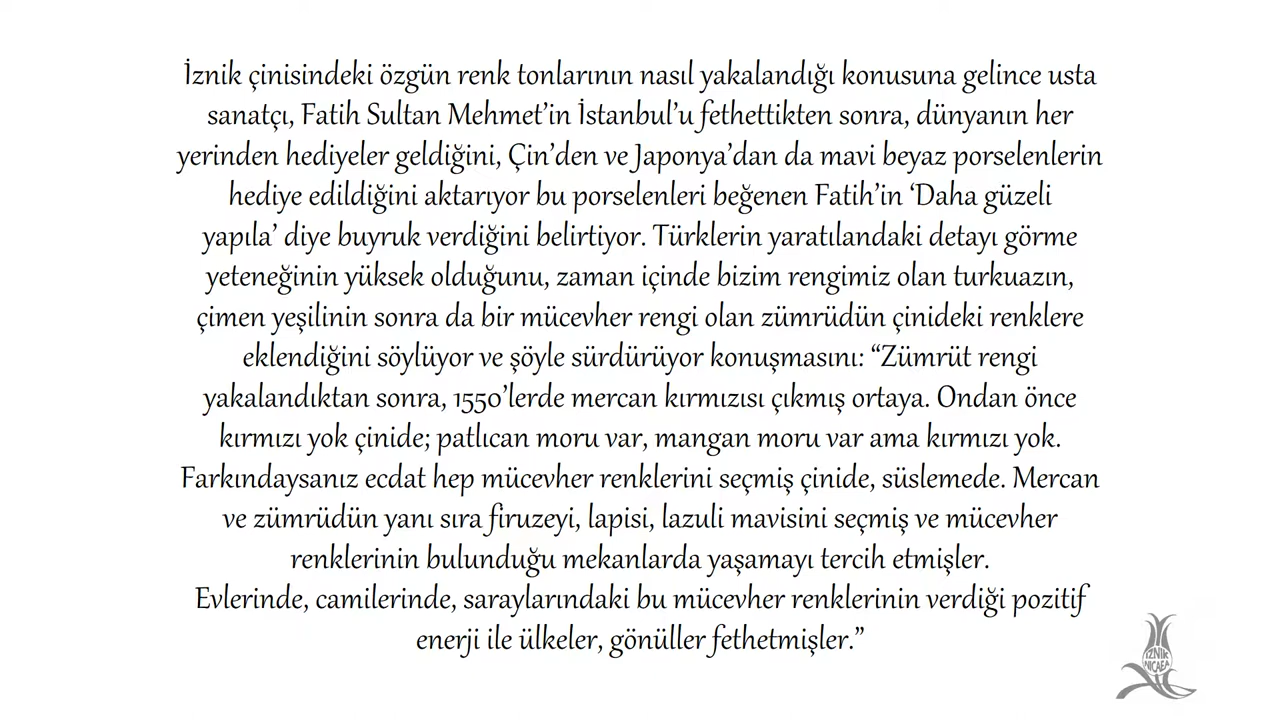 İznik çinisindeki özgün renk tonlarının nasıl yakalandığı konusuna gelince usta
sanatçı, Fatih Sultan Mehmet’in İstanbul’u fethettikten sonra, dünyanın her
yerinden hediyeler geldiğini, Çin’den ve Japonya’dan da mavi beyaz porselenlerin
hediye edildiğini aktarıyor bu porselenleri beğenen Fatih’in ‘Daha güzeli
yapıla’ diye buyruk verdiğini belirtiyor. Türklerin yaratılandaki detayı görme
yeteneğinin yüksek olduğunu, zaman içinde bizim rengimiz olan turkuazın,
çimen yeşilinin sonra da bir mücevher rengi olan zümrüdün çinideki renklere
eklendiğini söylüyor ve şöyle sürdürüyor konuşmasını: “Zümrüt rengi
yakalandıktan sonra, 1550’lerde mercan kırmızısı çıkmış ortaya. Ondan önce
kırmızı yok çinide; patlıcan moru var, mangan moru var ama kırmızı yok.
Farkındaysanız ecdat hep mücevher renklerini seçmiş çinide, süslemede. Mercan
ve zümrüdün yanı sıra firuzeyi, lapisi, lazuli mavisini seçmiş ve mücevher
renklerinin bulunduğu mekanlarda yaşamayı tercih etmişler.
Evlerinde, camilerinde, saraylarındaki bu mücevher renklerinin verdiği pozitif
enerji ile ülkeler, gönüller fethetmişler.”
İZNİK
NICAEA